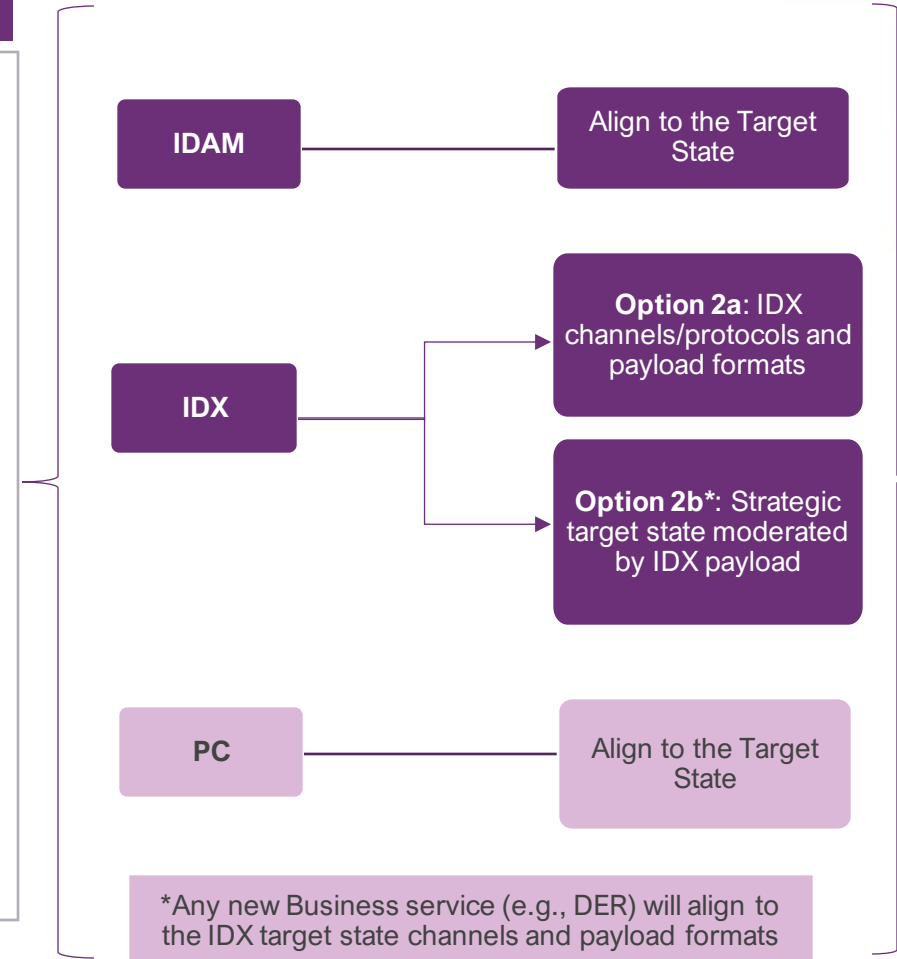 IDAM
Align to the Target
State
IDX
Option 2a: IDX
channels/protocols and
payload formats
Option 2b*: Strategic
target state moderated
by IDX payload
PC
Align to the Target
State
*Any new Business service (e.g., DER) will align to
the IDX target state channels and payload formats